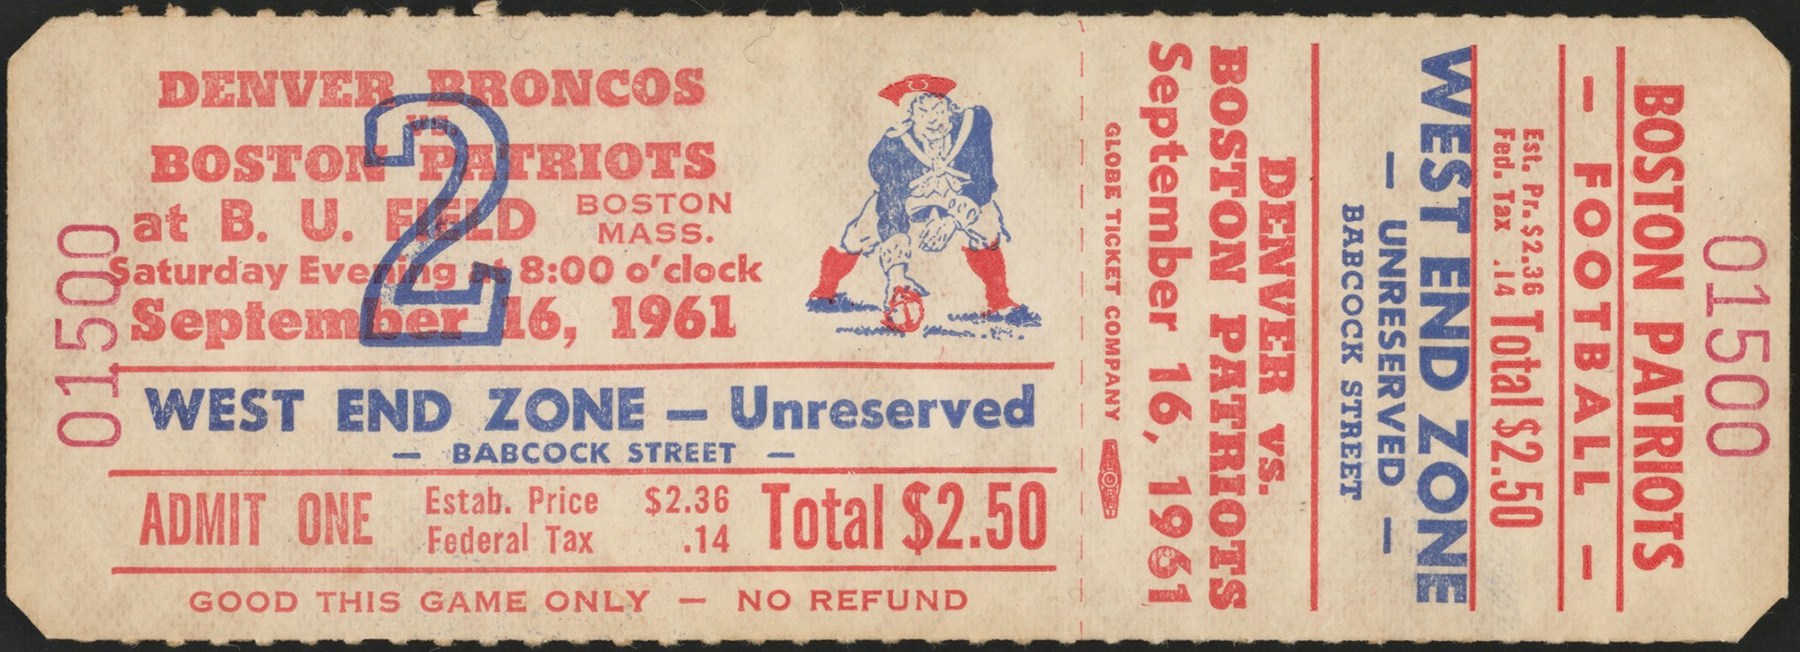 01500
DENVER BRONCOS
vs.
BOSTON PATRIOTS
at B. U. FIELD BOSTON MASS.
Saturday Evening at 8:00 o'clock
September 16, 1961
2
WEST END ZONE — Unreserved
— BABCOCK STREET —
ADMIT ONE
Estab. Price $2.36
Federal Tax .14
Total $2.50
GOOD THIS GAME ONLY — NO REFUND
01500
BOSTON PATRIOTS
— FOOTBALL —
Est. Pr. $2.36
Fed. Tax .14
Total $2.50
WEST END ZONE
— UNRESERVED —
BABCOCK STREET
DENVER vs.
BOSTON PATRIOTS
September 16, 1961
GLOBE TICKET COMPANY